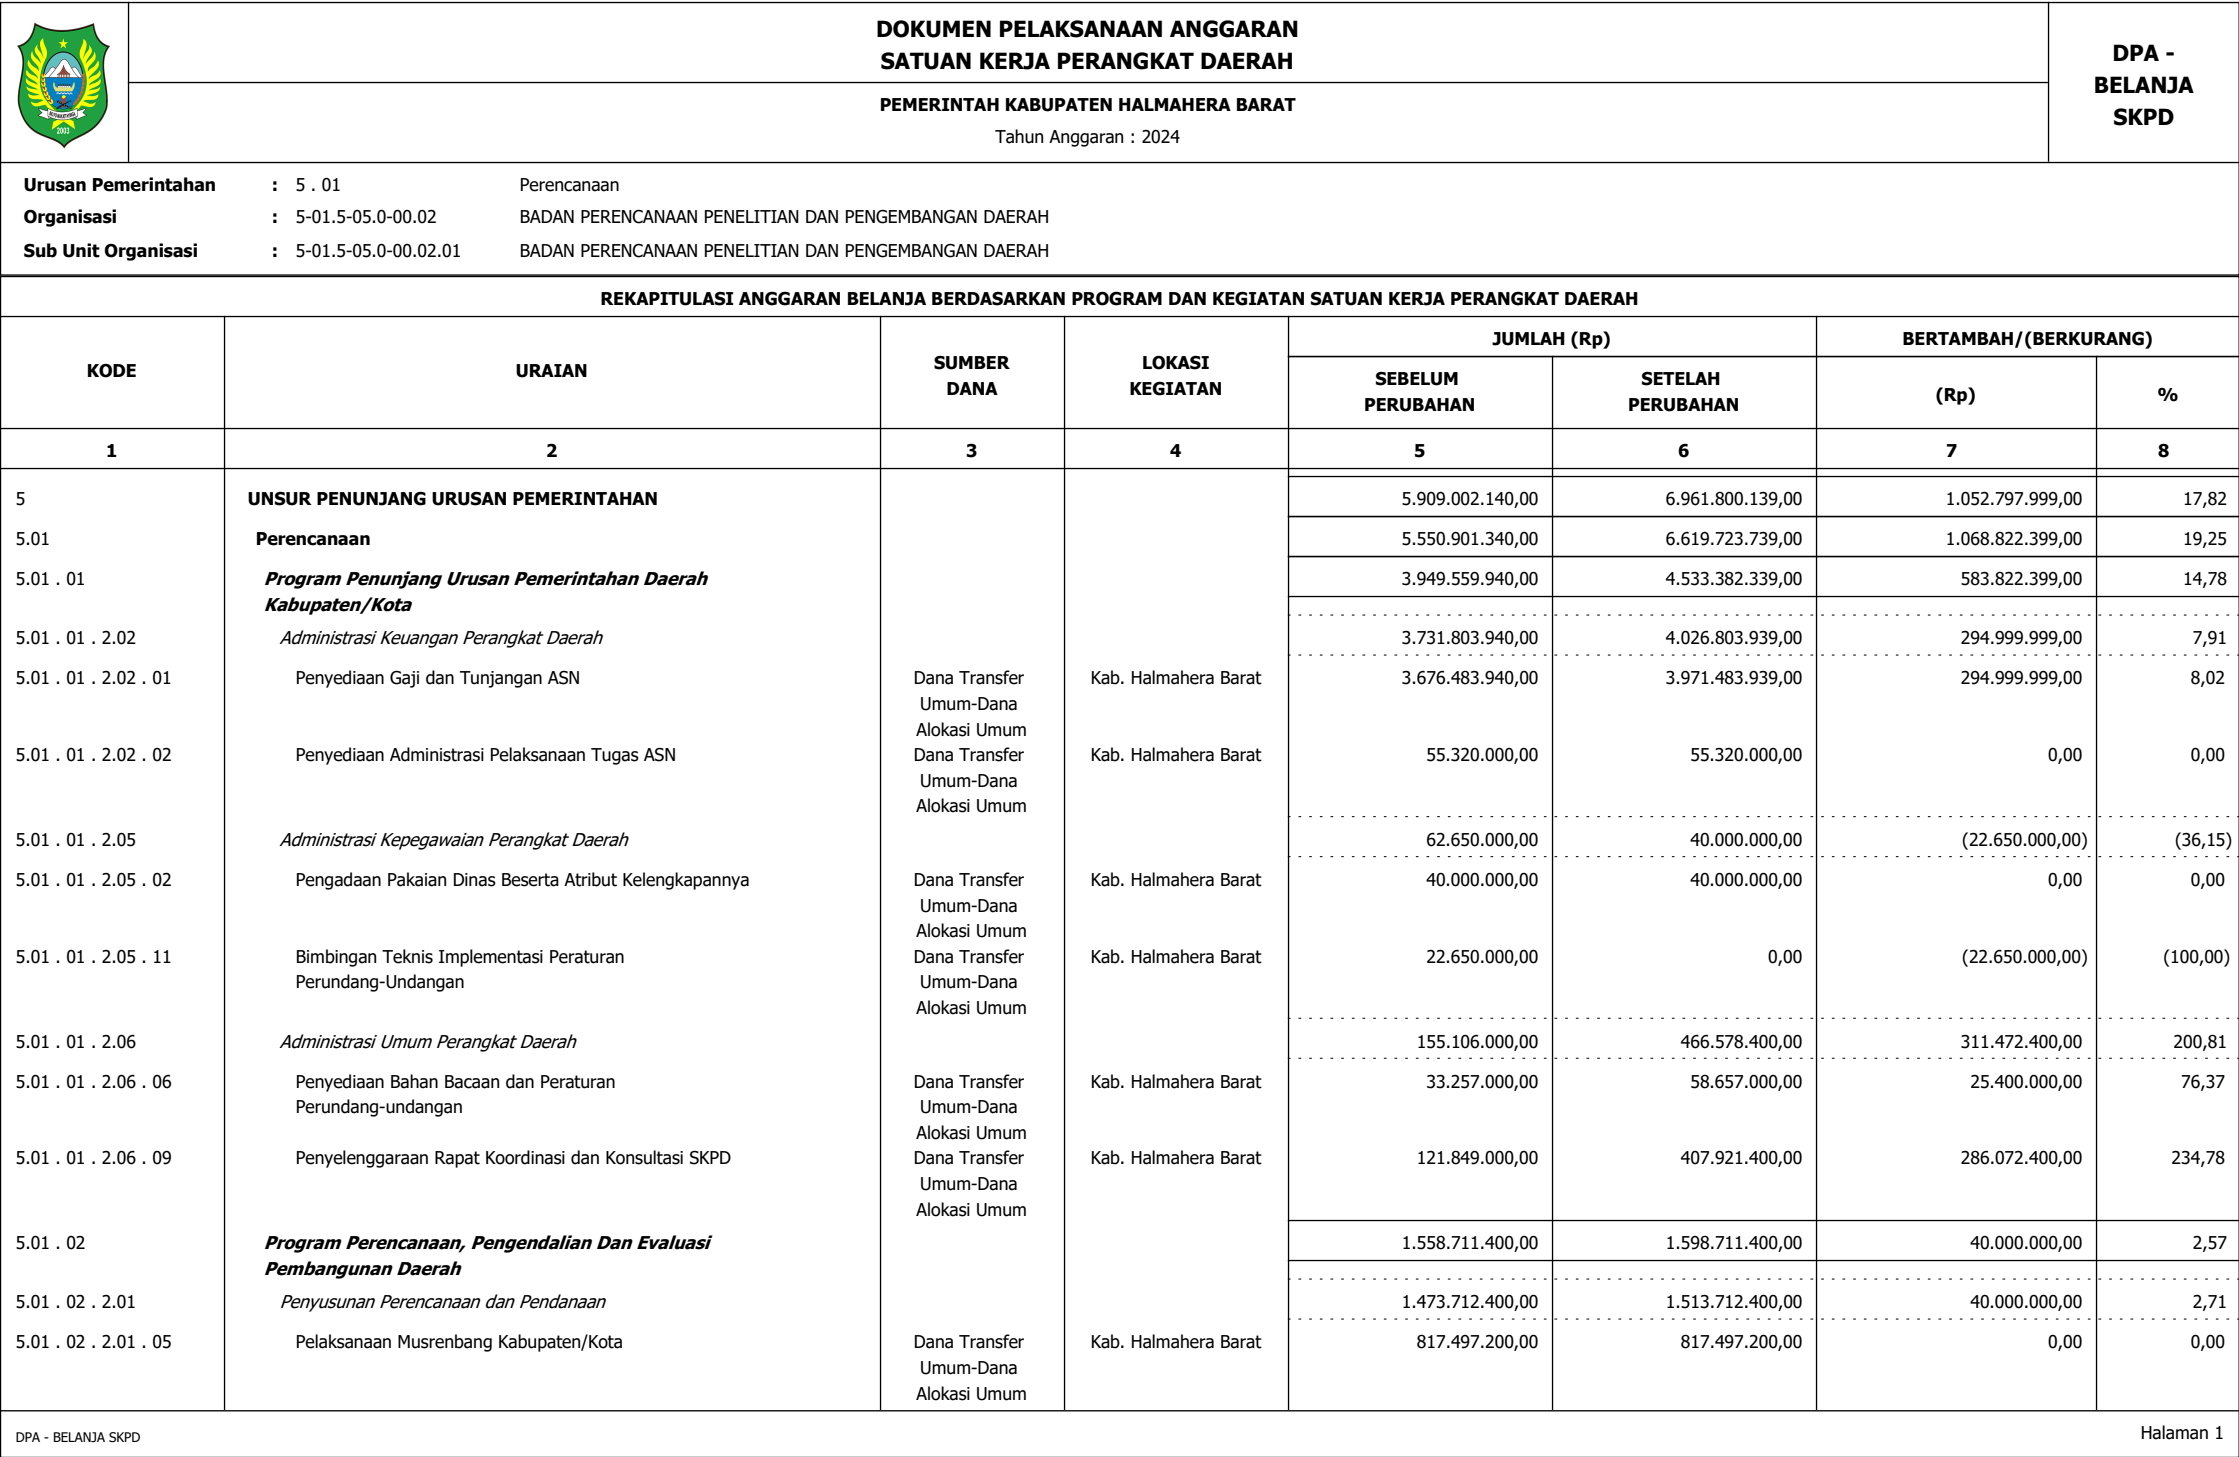 DOKUMEN PELAKSANAAN ANGGARAN
SATUAN KERJA PERANGKAT DAERAH
DPA -
BELANJA
SKPD
PEMERINTAH KABUPATEN HALMAHERA BARAT
Tahun Anggaran : 2024
2003
Urusan Pemerintahan : 5 . 01 Perencanaan
Organisasi : 5-01.5-05.0-00.02 BADAN PERENCANAAN PENELITIAN DAN PENGEMBANGAN DAERAH
Sub Unit Organisasi : 5-01.5-05.0-00.02.01 BADAN PERENCANAAN PENELITIAN DAN PENGEMBANGAN DAERAH
REKAPITULASI ANGGARAN BELANJA BERDASARKAN PROGRAM DAN KEGIATAN SATUAN KERJA PERANGKAT DAERAH
KODE URAIAN SUMBER DANA LOKASI KEGIATAN JUMLAH (Rp) BERTAMBAH/(BERKURANG)
SEBELUM PERUBAHAN SETELAH PERUBAHAN (Rp) %
1 2 3 4 5 6 7 8
5 UNSUR PENUNJANG URUSAN PEMERINTAHAN 5.909.002.140,00 6.961.800.139,00 1.052.797.999,00 17,82
5.01 Perencanaan 5.550.901.340,00 6.619.723.739,00 1.068.822.399,00 19,25
5.01 . 01 Program Penunjang Urusan Pemerintahan Daerah 3.949.559.940,00 4.533.382.339,00 583.822.399,00 14,78
Kabupaten/Kota
5.01 . 01 . 2.02 Administrasi Keuangan Perangkat Daerah 3.731.803.940,00 4.026.803.939,00 294.999.999,00 7,91
5.01 . 01 . 2.02 . 01 Penyediaan Gaji dan Tunjangan ASN Dana Transfer Kab. Halmahera Barat 3.676.483.940,00 3.971.483.939,00 294.999.999,00 8,02
Umum-Dana
Alokasi Umum
5.01 . 01 . 2.02 . 02 Penyediaan Administrasi Pelaksanaan Tugas ASN Dana Transfer Kab. Halmahera Barat 55.320.000,00 55.320.000,00 0,00 0,00
Umum-Dana
Alokasi Umum
5.01 . 01 . 2.05 Administrasi Kepegawaian Perangkat Daerah 62.650.000,00 40.000.000,00 (22.650.000,00) (36,15)
5.01 . 01 . 2.05 . 02 Pengadaan Pakaian Dinas Beserta Atribut Kelengkapannya Dana Transfer Kab. Halmahera Barat 40.000.000,00 40.000.000,00 0,00 0,00
Umum-Dana
Alokasi Umum
5.01 . 01 . 2.05 . 11 Bimbingan Teknis Implementasi Peraturan Dana Transfer Kab. Halmahera Barat 22.650.000,00 0,00 (22.650.000,00) (100,00)
Perundang-Undangan Umum-Dana
Alokasi Umum
5.01 . 01 . 2.06 Administrasi Umum Perangkat Daerah 155.106.000,00 466.578.400,00 311.472.400,00 200,81
5.01 . 01 . 2.06 . 06 Penyediaan Bahan Bacaan dan Peraturan Dana Transfer Kab. Halmahera Barat 33.257.000,00 58.657.000,00 25.400.000,00 76,37
Perundang-undangan Umum-Dana
Alokasi Umum
5.01 . 01 . 2.06 . 09 Penyelenggaraan Rapat Koordinasi dan Konsultasi SKPD Dana Transfer Kab. Halmahera Barat 121.849.000,00 407.921.400,00 286.072.400,00 234,78
Umum-Dana
Alokasi Umum
5.01 . 02 Program Perencanaan, Pengendalian Dan Evaluasi 1.558.711.400,00 1.598.711.400,00 40.000.000,00 2,57
Pembangunan Daerah
5.01 . 02 . 2.01 Penyusunan Perencanaan dan Pendanaan 1.473.712.400,00 1.513.712.400,00 40.000.000,00 2,71
5.01 . 02 . 2.01 . 05 Pelaksanaan Musrenbang Kabupaten/Kota Dana Transfer Kab. Halmahera Barat 817.497.200,00 817.497.200,00 0,00 0,00
Umum-Dana
Alokasi Umum
DPA - BELANJA SKPD Halaman 1